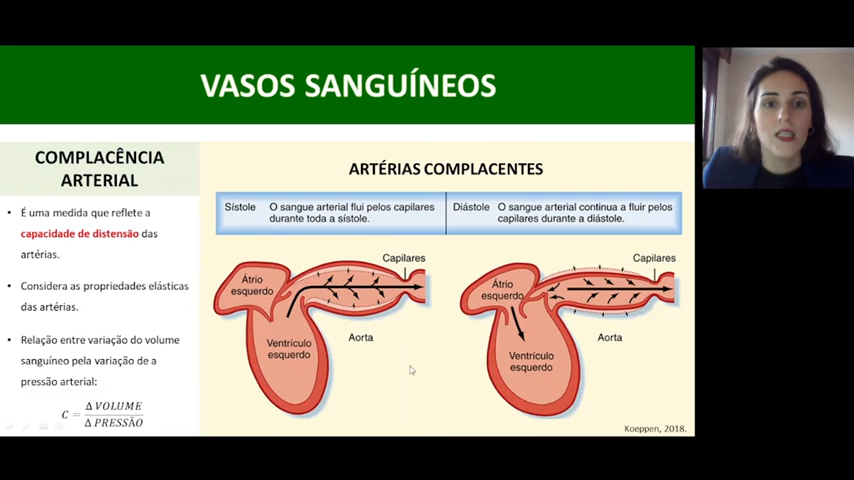 VASOS SANGUÍNEOS
COMPLACÊNCIA
ARTERIAL
• É uma medida que reflete a
capacidade de distensão das
artérias.
• Considera as propriedades elásticas
das artérias.
• Relação entre variação do volume
sanguíneo pela variação de a
pressão arterial:
C = Δ VOLUME / Δ PRESSÃO
ARTÉRIAS COMPLACENTES
Sístole O sangue arterial flui pelos capilares
durante toda a sístole.
Diástole O sangue arterial continua a fluir pelos
capilares durante a diástole.
Capilares
Átrio
esquerdo
Ventrículo
esquerdo
Aorta
Capilares
Átrio
esquerdo
Ventrículo
esquerdo
Aorta
Koeppen, 2018.